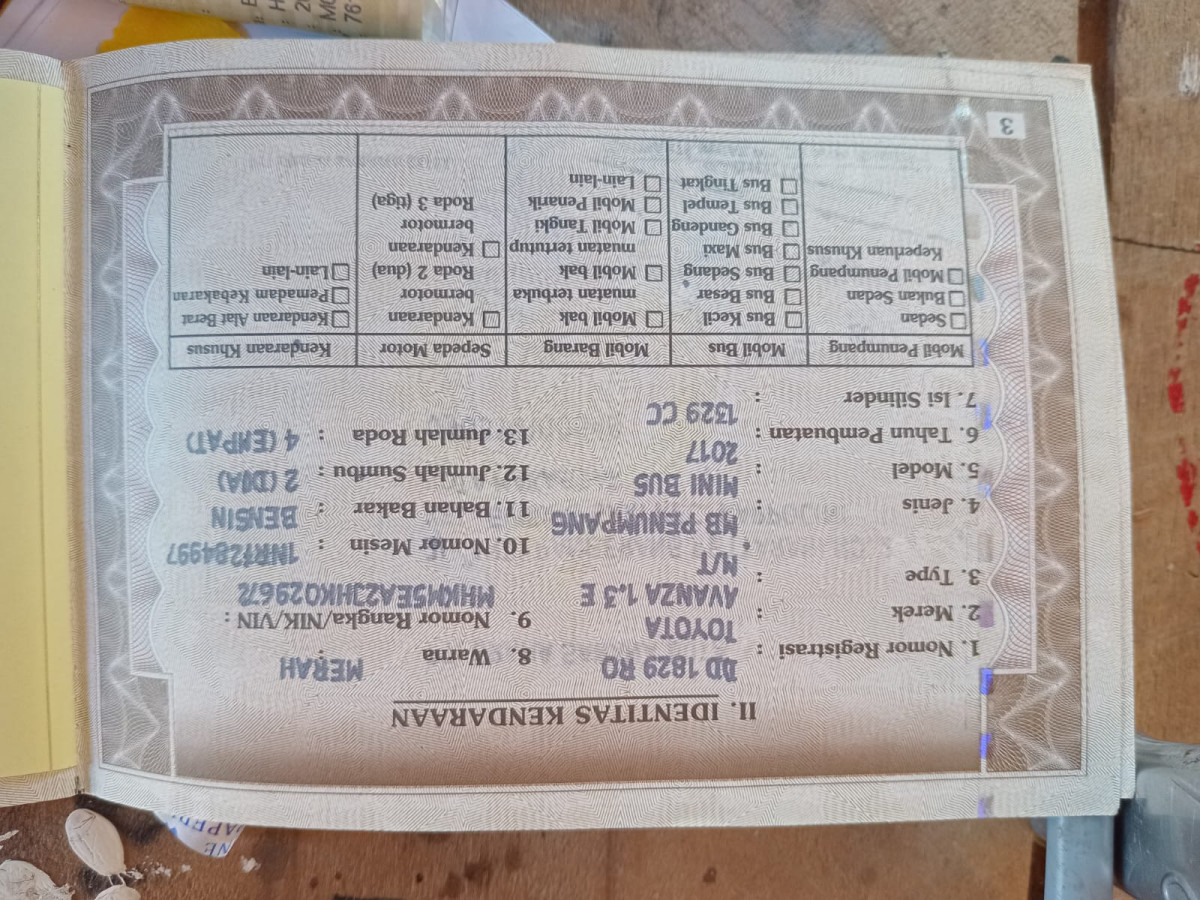 II. IDENTITAS KENDARAAN
1. Nomor Registrasi : DD 1829 RO
2. Merek : TOYOTA
3. Type : AVANZA 1.3 E
M/T
4. Jenis : MB PENUMPANG
5. Model : MINI BUS
6. Tahun Pembuatan : 2017
7. Isi Silinder : 1329 CC
8. Warna : MERAH
9. Nomor Rangka/NIK/VIN :
MHKM5EA2JHK029672
10. Nomor Mesin : 1NRF284997
11. Bahan Bakar : BENSIN
12. Jumlah Sumbu : 2 (DUA)
13. Jumlah Roda : 4 (EMPAT)
Mobil Penumpang
Sedan
Bukan Sedan
Mobil Penumpang
Keperluan Khusus
Mobil Bus
Bus Kecil
Bus Besar
Bus Sedang
Bus Maxi
Bus Gandeng
Bus Tempel
Bus Tingkat
Mobil Barang
Mobil bak
muatan terbuka
Mobil bak
muatan tertutup
Mobil Tangki
Mobil Penarik
Lain-lain
Sepeda Motor
Kendaraan
bermotor
Roda 2 (dua)
Kendaraan
bermotor
Roda 3 (tiga)
Kendaraan Khusus
Kendaraan Alat Berat
Pemadam Kebakaran
Lain-Lain
3